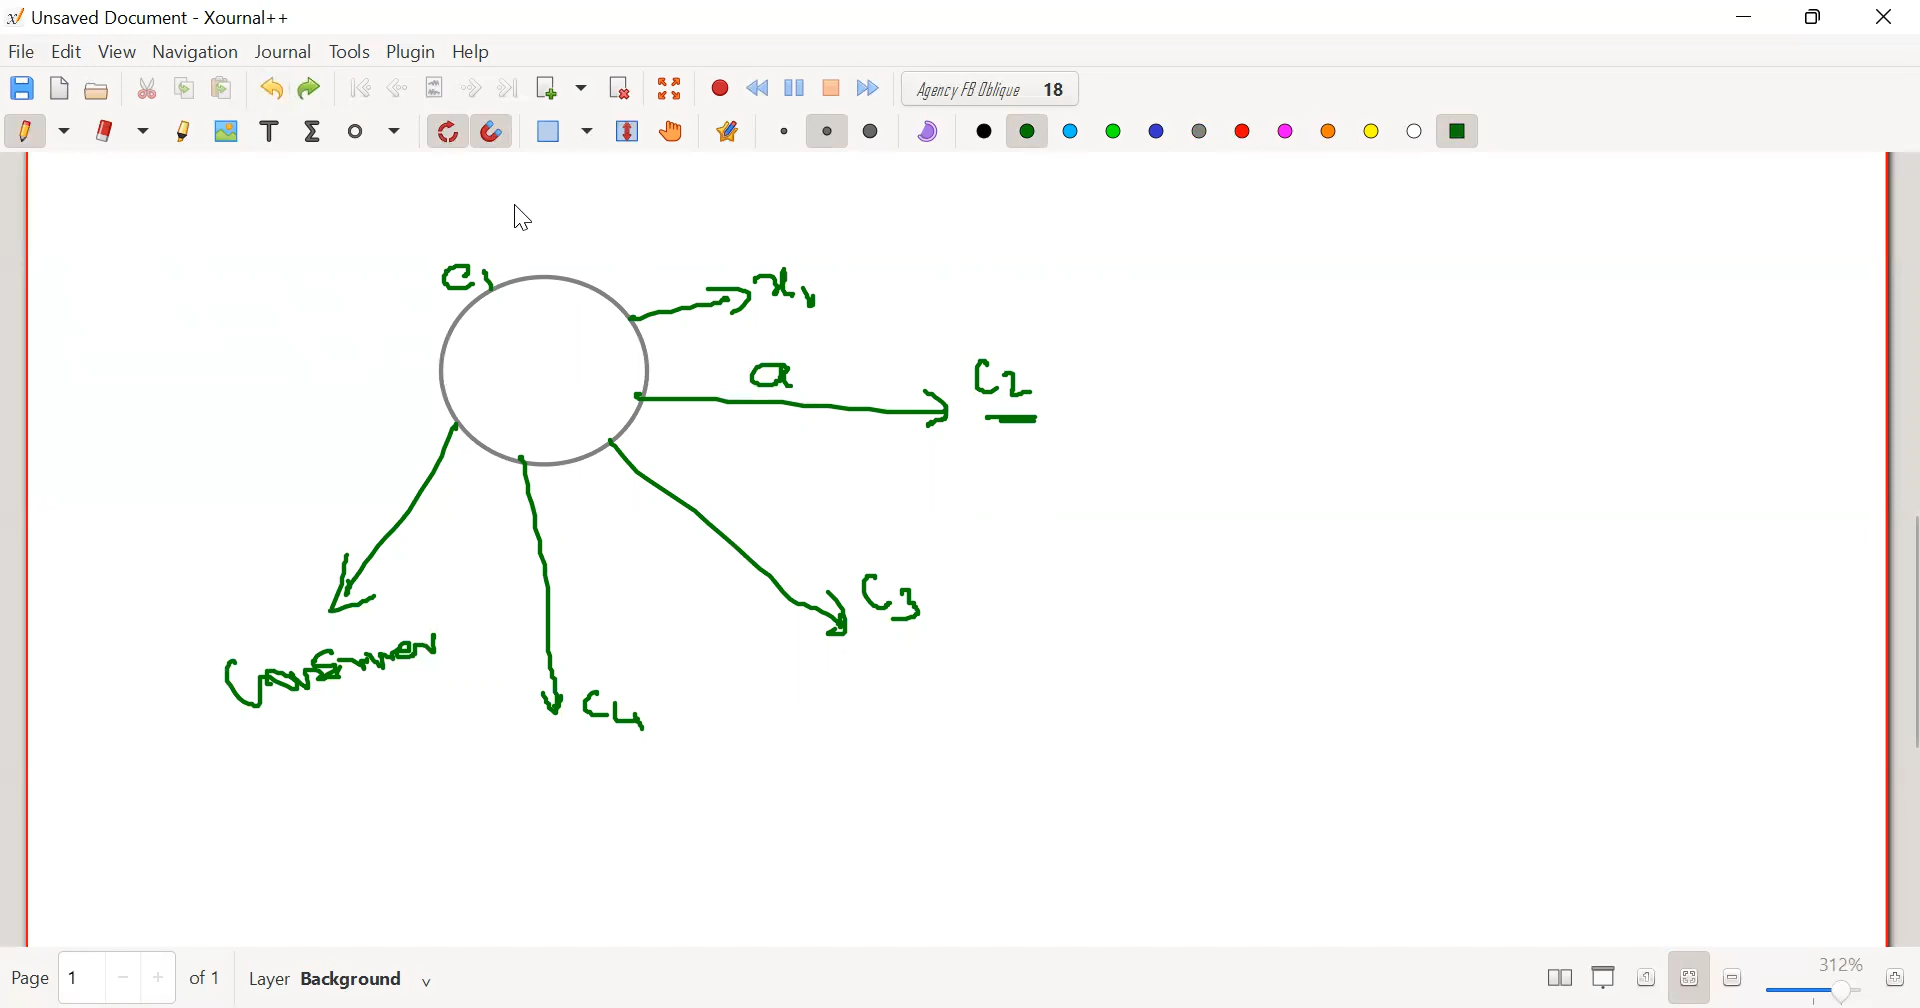 Unsaved Document - Xournal++
File Edit View Navigation Journal Tools Plugin Help
Agency FB Oblique 18
C1
x1
a
C2
C3
C4
Page 1 of 1 Layer Background
312%